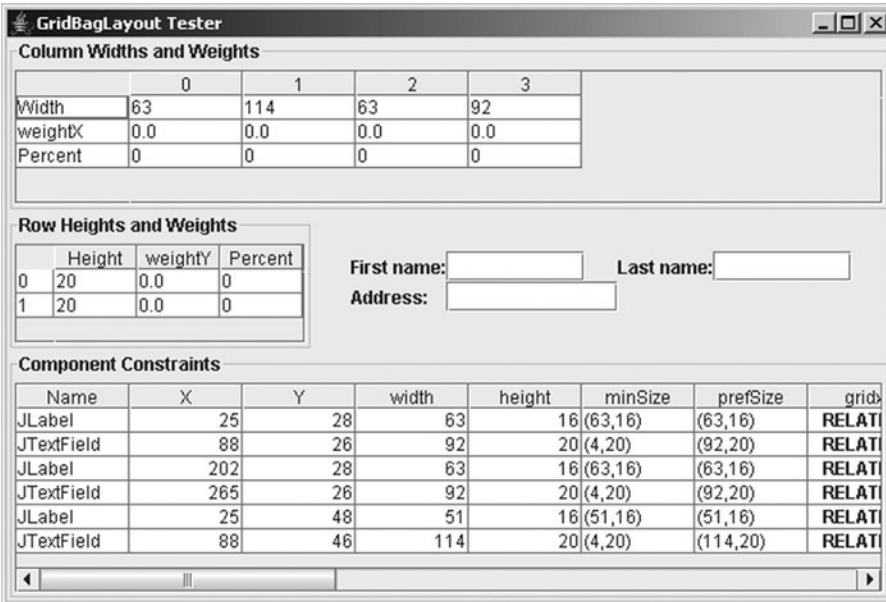 GridBagLayout Tester
Column Widths and Weights
0 1 2 3
Width 63 114 63 92
weightX 0.0 0.0 0.0 0.0
Percent 0 0 0 0
Row Heights and Weights
Height weightY Percent
0 20 0.0 0
1 20 0.0 0
First name: Last name:
Address:
Component Constraints
Name X Y width height minSize prefSize gridx
JLabel 25 28 63 16 (63,16) (63,16) RELATI
JTextField 88 26 92 20 (4,20) (92,20) RELATI
JLabel 202 28 63 16 (63,16) (63,16) RELATI
JTextField 265 26 92 20 (4,20) (92,20) RELATI
JLabel 25 48 51 16 (51,16) (51,16) RELATI
JTextField 88 46 114 20 (4,20) (114,20) RELATI